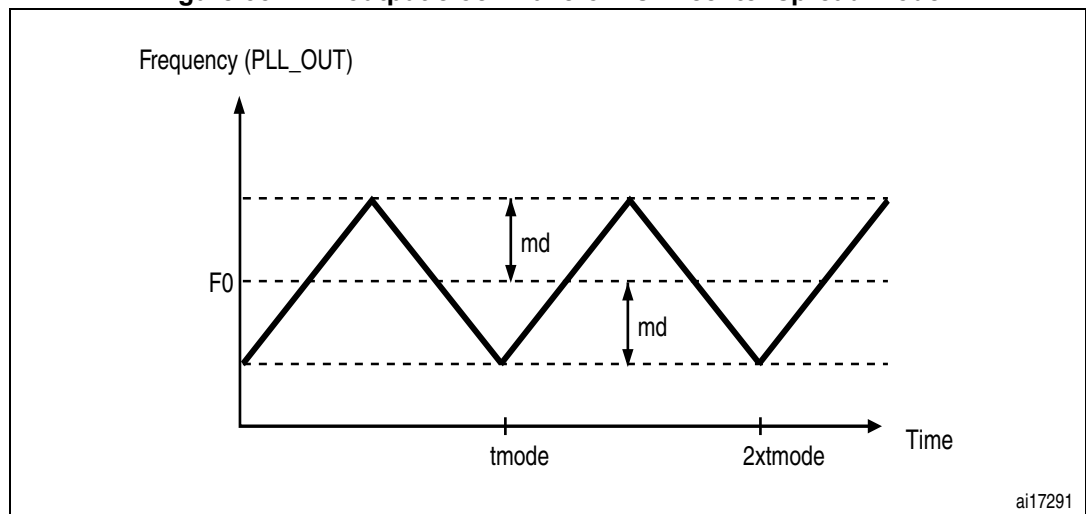 Frequency (PLL_OUT)
md
F0
md
tmode
2xtmode
Time
ai17291